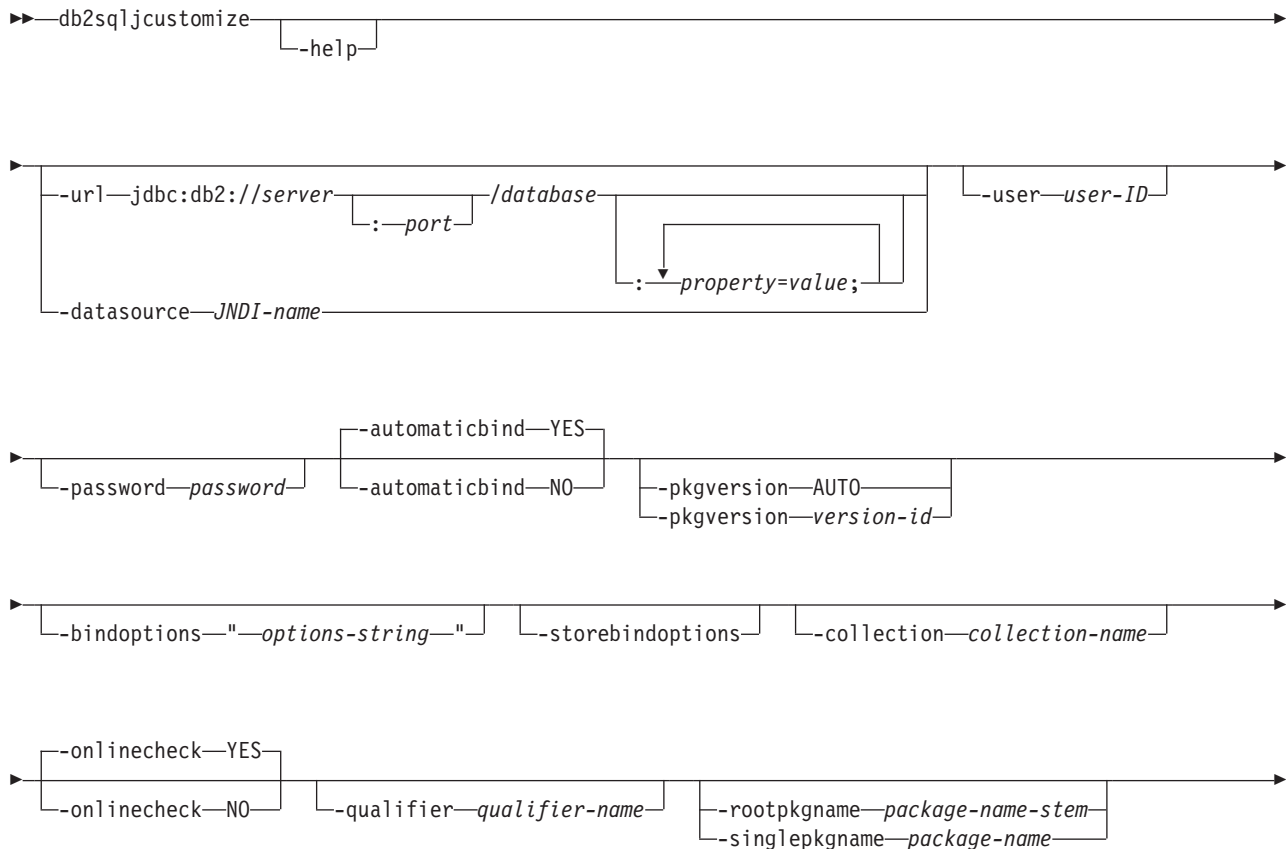 db2sqljcustomize
-help
-url jdbc:db2://server /database -user user-ID
: port
: property=value;
-datasource JNDI-name
-automaticbind YES
-password password -automaticbind NO -pkgversion AUTO
-pkgversion version-id
-bindoptions " options-string " -storebindoptions -collection collection-name
-onlinecheck YES
-onlinecheck NO -qualifier qualifier-name -rootpkgname package-name-stem
-singlepkgname package-name